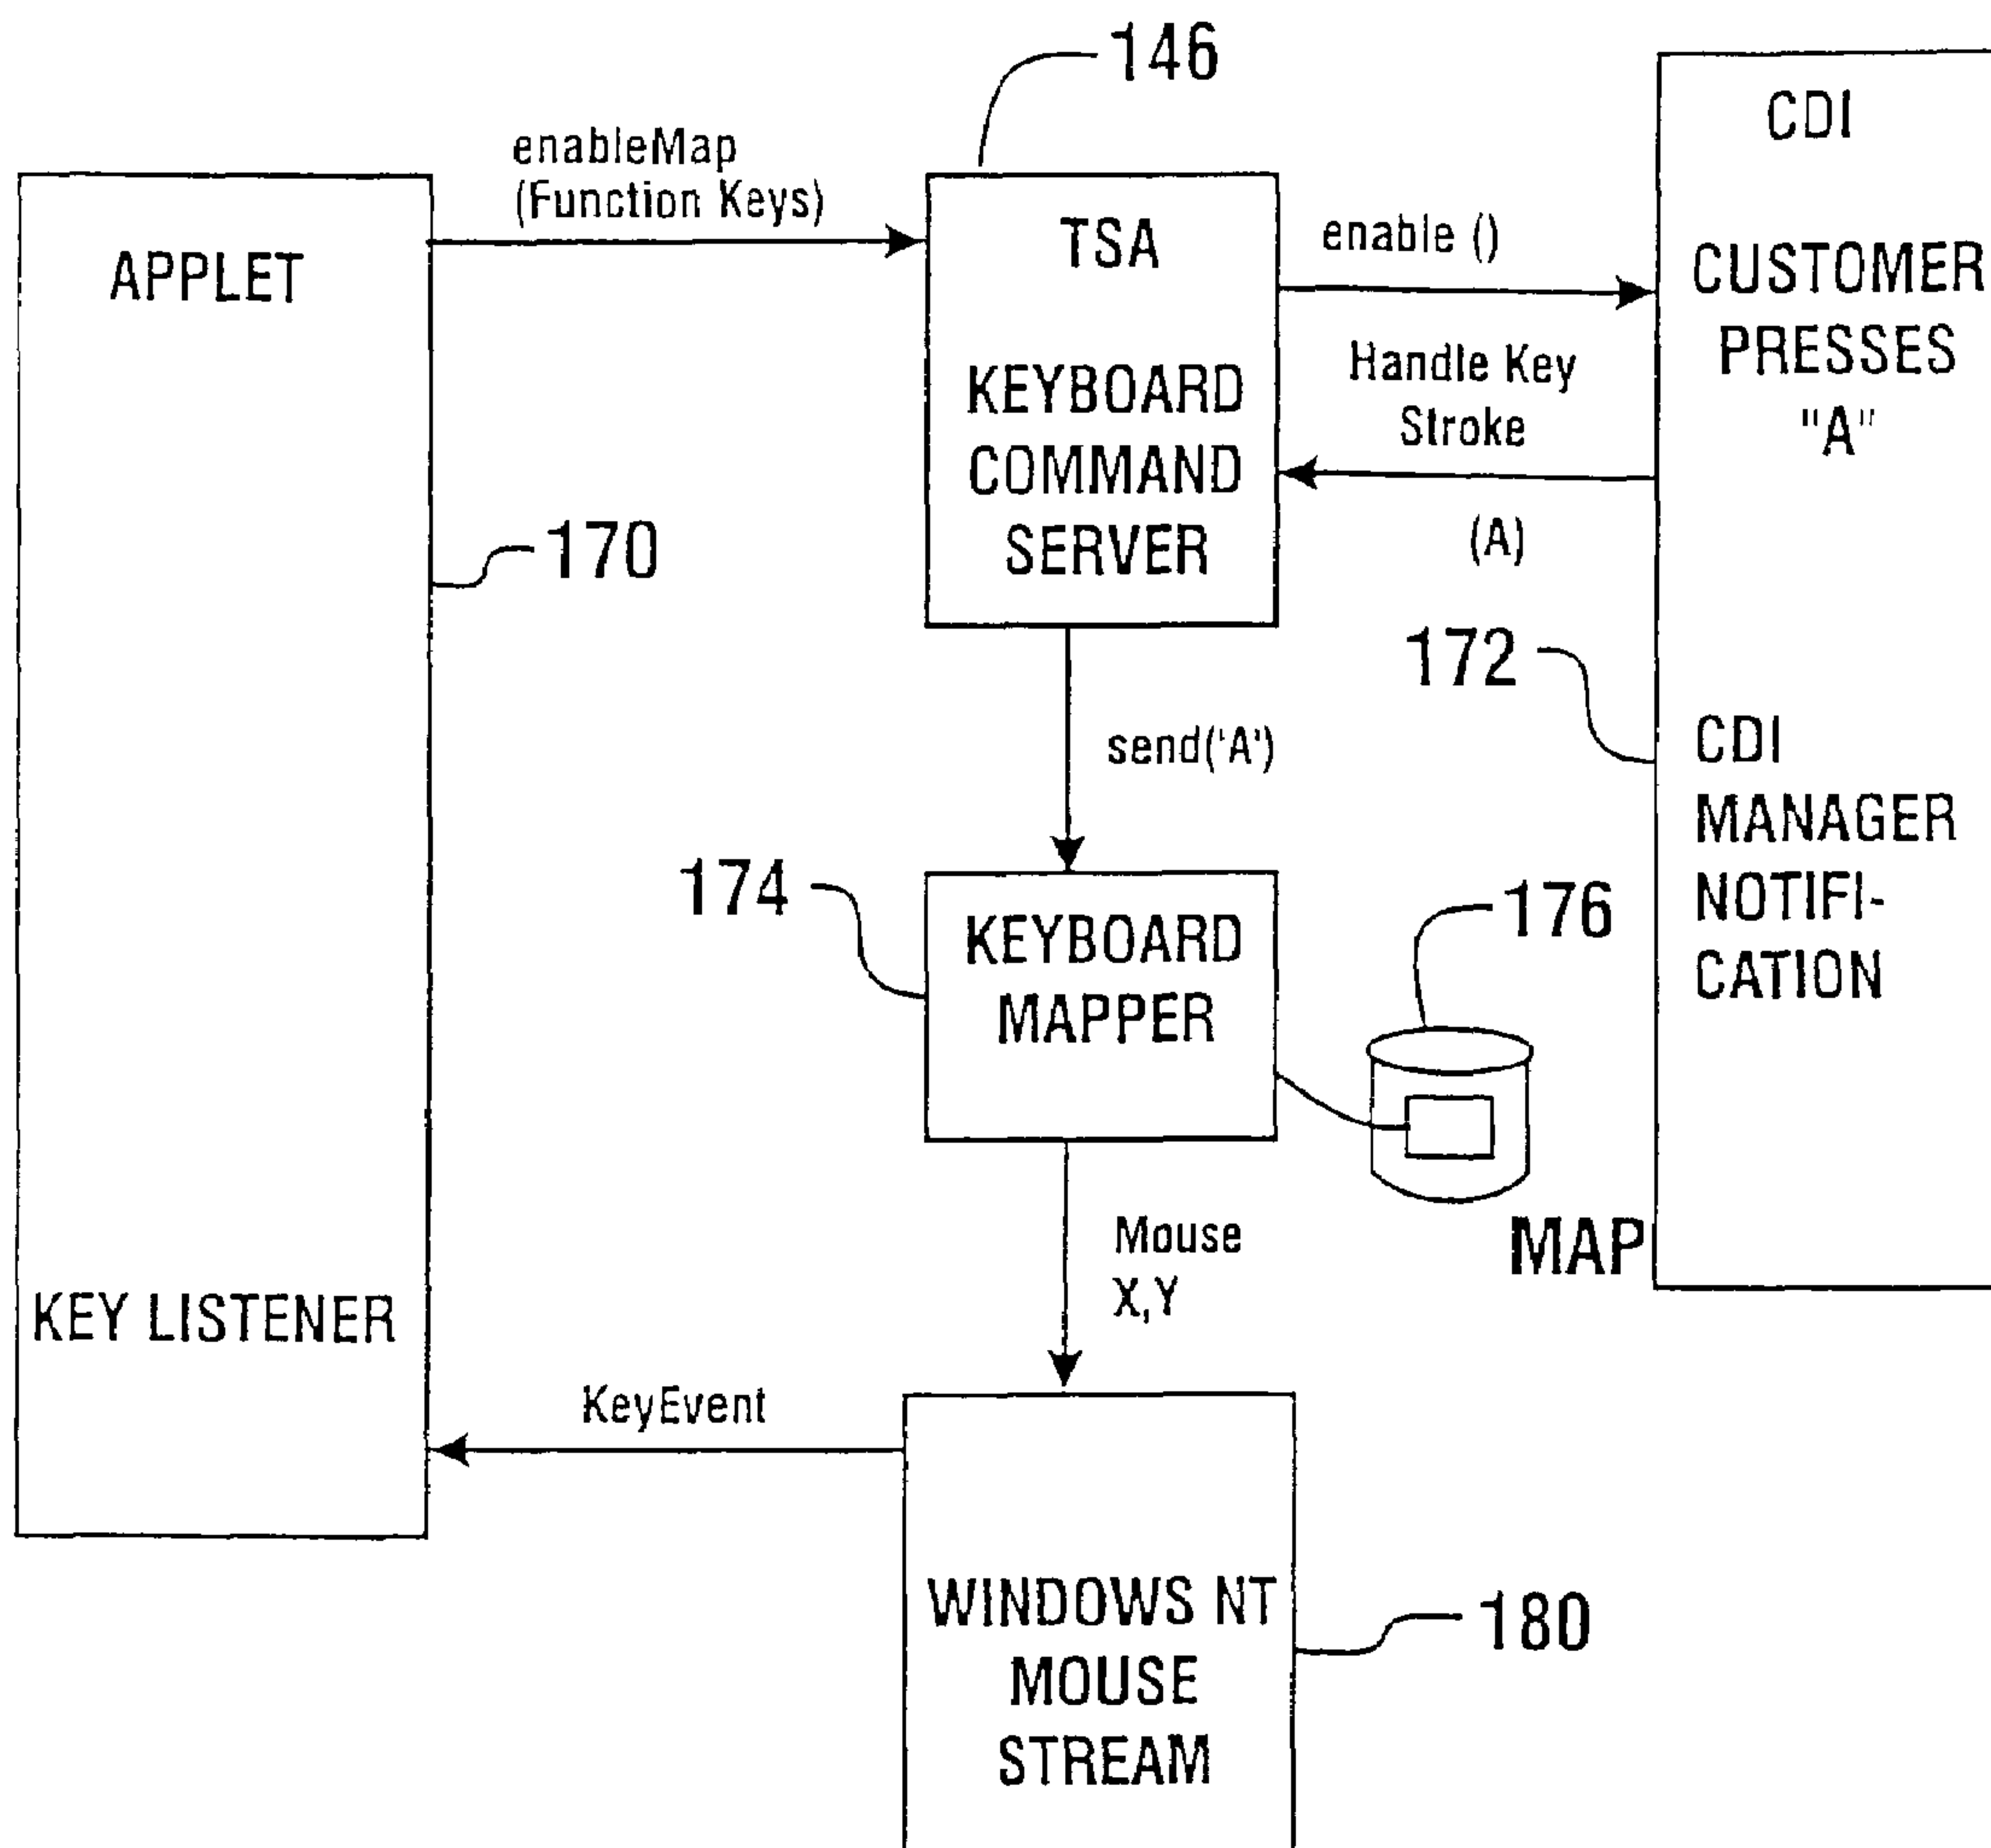 146
CDI
enableMap
(Function Keys)
APPLET
TSA
enable ()
CUSTOMER
PRESSES
"A"
KEYBOARD
COMMAND
SERVER
Handle Key
Stroke
(A)
170
172
send('A')
CDI
MANAGER
NOTIFI-
CATION
174
KEYBOARD
MAPPER
176
MAP
Mouse
X,Y
KEY LISTENER
KeyEvent
WINDOWS NT
MOUSE
STREAM
180